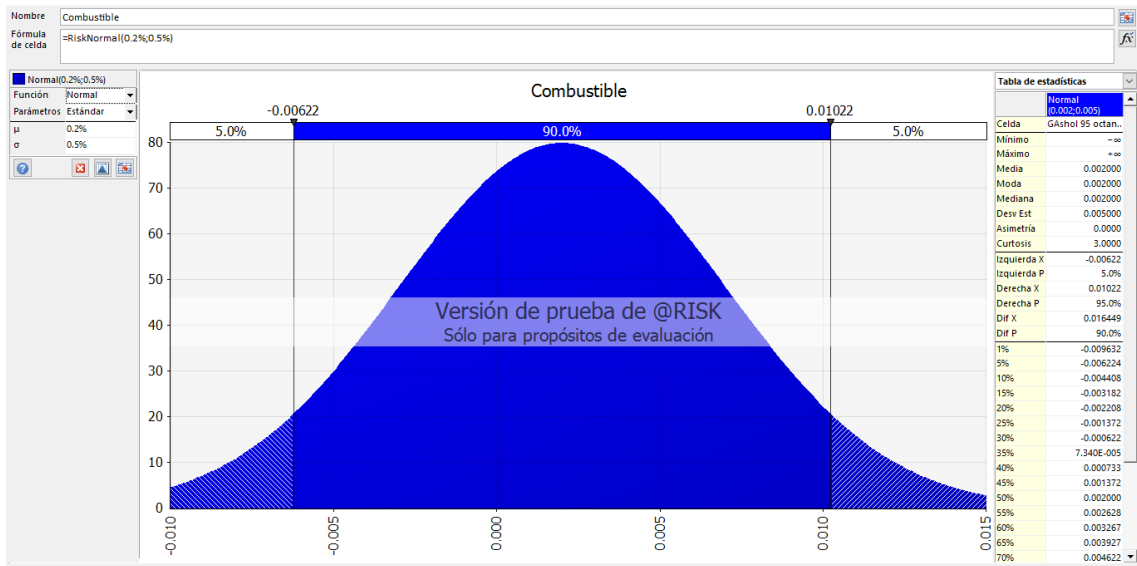 Nombre Combustible
Fórmula de celda =RiskNormal(0.2%;0.5%)
Normal(0.2%;0.5%)
Función Normal
Parámetros Estándar
μ 0.2%
σ 0.5%
Combustible
-0.00622 0.01022
5.0% 90.0% 5.0%
80
70
60
50
40
30
20
10
0
-0.010 -0.005 0.000 0.005 0.010 0.015
Versión de prueba de @RISK
Sólo para propósitos de evaluación
Tabla de estadísticas
Normal
(0.002;0.005)
Celda GAshol 95 octan..
Mínimo -∞
Máximo +∞
Media 0.002000
Moda 0.002000
Mediana 0.002000
Desv Est 0.005000
Asimetría 0.0000
Curtosis 3.0000
Izquierda X -0.00622
Izquierda P 5.0%
Derecha X 0.01022
Derecha P 95.0%
Dif X 0.016449
Dif P 90.0%
1% -0.009632
5% -0.006224
10% -0.004408
15% -0.003182
20% -0.002208
25% -0.001372
30% -0.000622
35% 7.340E-005
40% 0.000733
45% 0.001372
50% 0.002000
55% 0.002628
60% 0.003267
65% 0.003927
70% 0.004622